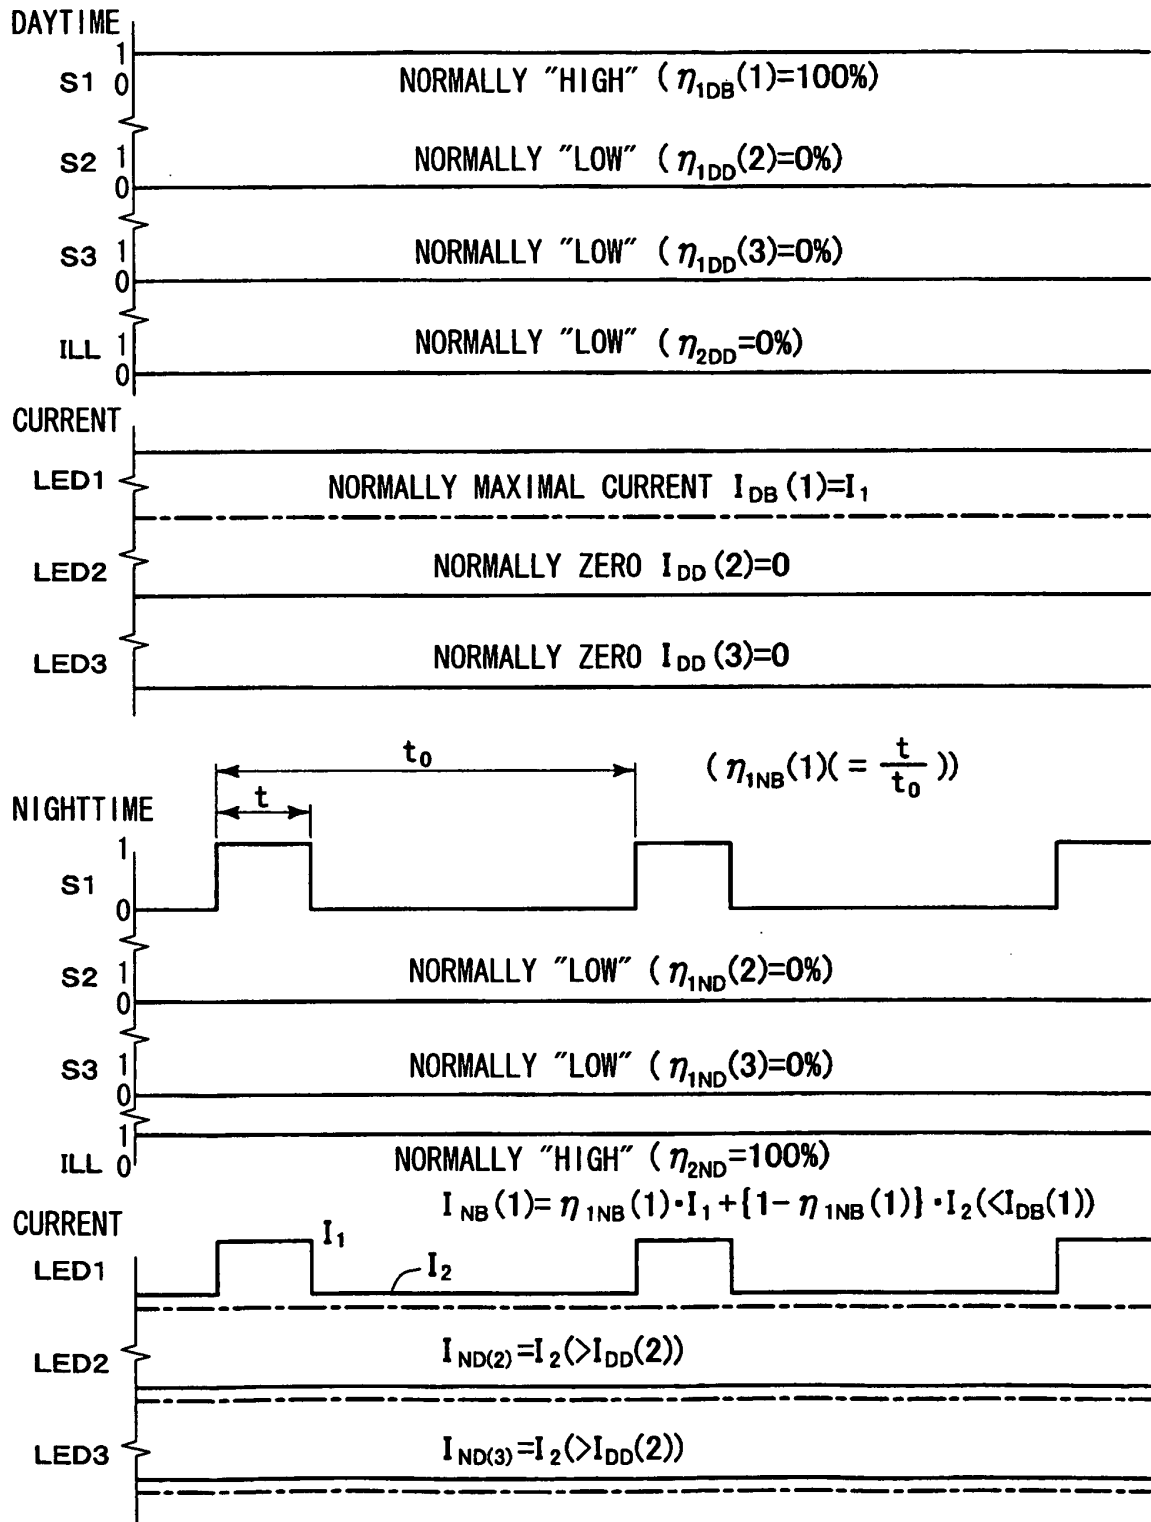 DAYTIME
1
S1 0 NORMALLY "HIGH" (η1DB(1)=100%)
S2 1 NORMALLY "LOW" (η1DD(2)=0%)
0
S3 1 NORMALLY "LOW" (η1DD(3)=0%)
0
ILL 1 NORMALLY "LOW" (η2DD=0%)
0
CURRENT
LED1 NORMALLY MAXIMAL CURRENT IDB(1)=I1
LED2 NORMALLY ZERO IDD(2)=0
LED3 NORMALLY ZERO IDD(3)=0
t0 (η1NB(1)(=t/t0))
t
NIGHTTIME
1
S1
0
S2 1 NORMALLY "LOW" (η1ND(2)=0%)
0
S3 1 NORMALLY "LOW" (η1ND(3)=0%)
0
1
ILL 0 NORMALLY "HIGH" (η2ND=100%)
INB(1)=η1NB(1)·I1+{1-η1NB(1)}·I2(<IDB(1))
CURRENT
I1
LED1 I2
LED2 IND(2)=I2(>IDD(2))
LED3 IND(3)=I2(>IDD(2))